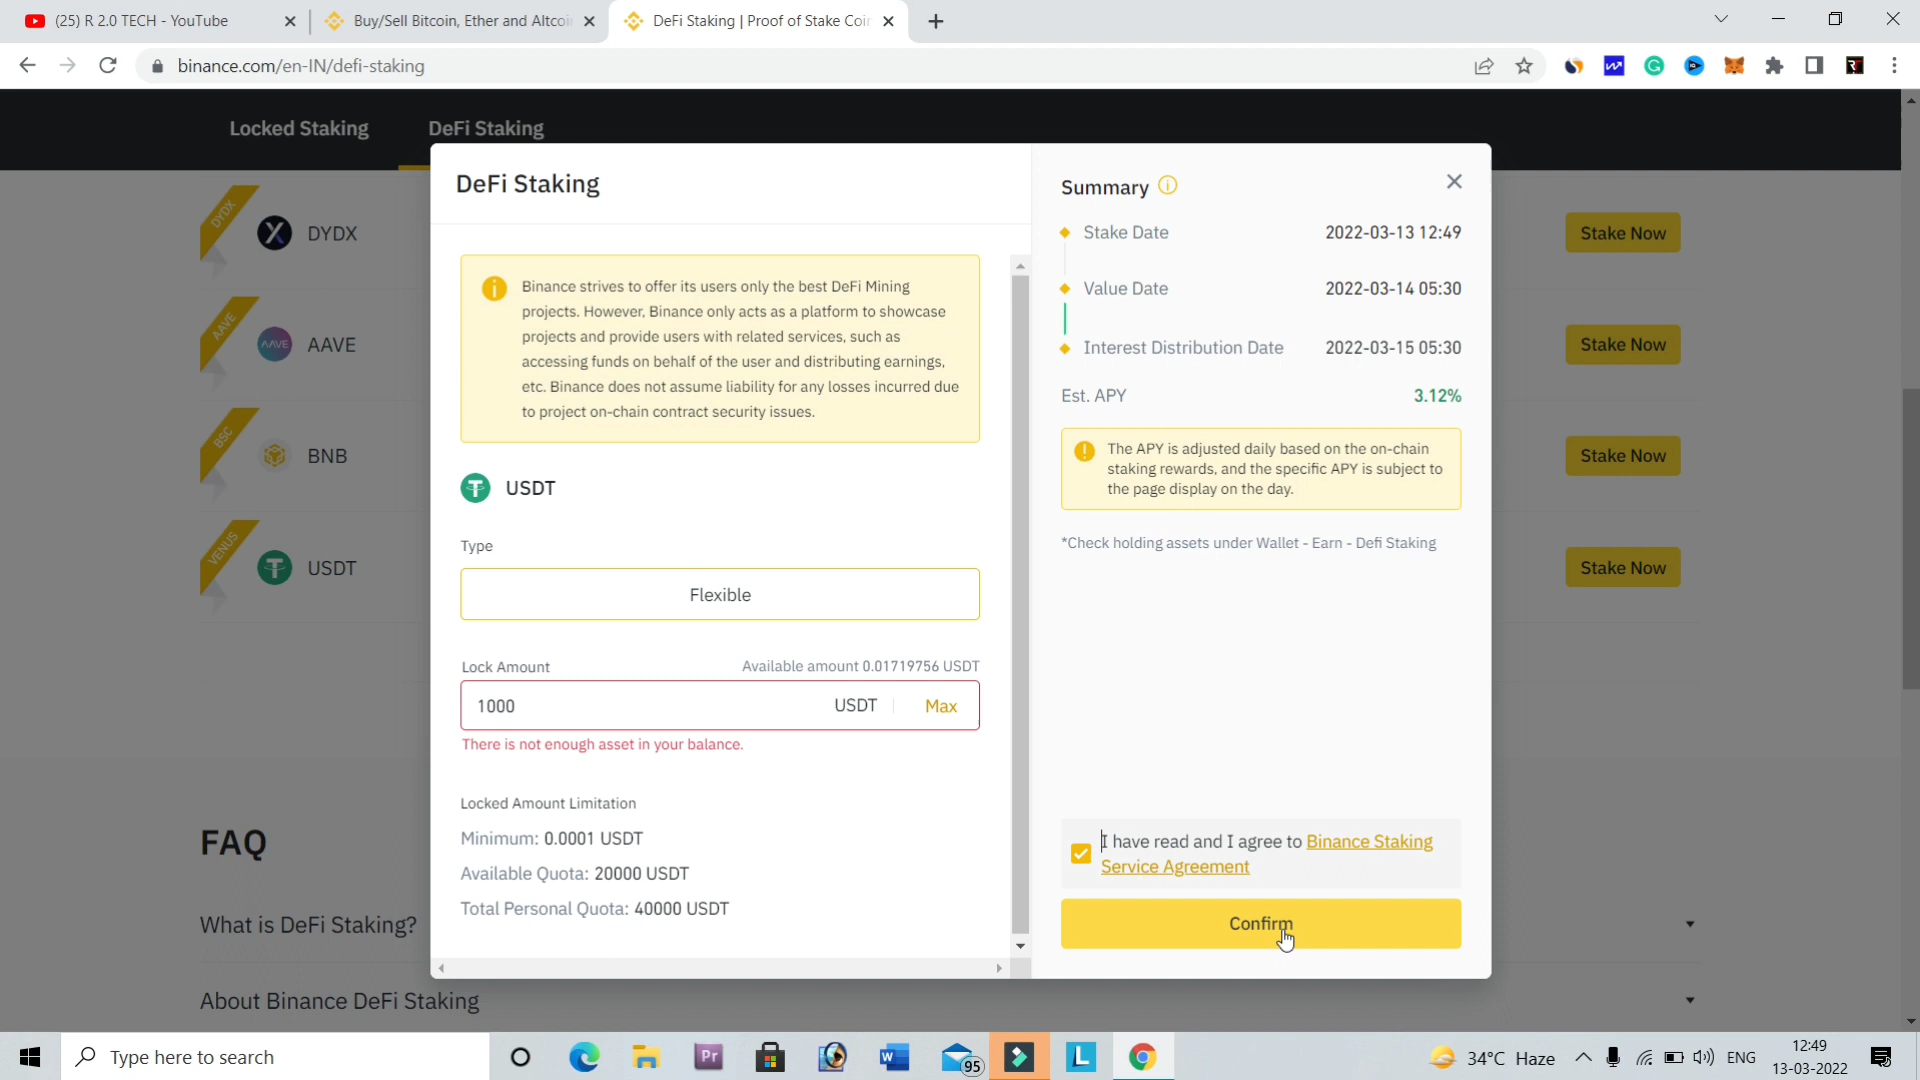 (25) R 2.0 TECH - YouTube
Buy/Sell Bitcoin, Ether and Altcoi
DeFi Staking | Proof of Stake Coi
binance.com/en-IN/defi-staking
Locked Staking
DeFi Staking
DYDX
DYDX
Stake Now
AAVE
AAVE
Stake Now
BSC
BNB
Stake Now
VENUS
USDT
Stake Now
DeFi Staking
Binance strives to offer its users only the best DeFi Mining
projects. However, Binance only acts as a platform to showcase
projects and provide users with related services, such as
accessing funds on behalf of the user and distributing earnings,
etc. Binance does not assume liability for any losses incurred due
to project on-chain contract security issues.
USDT
Type
Flexible
Lock Amount
Available amount 0.01719756 USDT
1000 USDT Max
There is not enough asset in your balance.
Locked Amount Limitation
Minimum: 0.0001 USDT
Available Quota: 20000 USDT
Total Personal Quota: 40000 USDT
Summary
Stake Date 2022-03-13 12:49
Value Date 2022-03-14 05:30
Interest Distribution Date 2022-03-15 05:30
Est. APY 3.12%
The APY is adjusted daily based on the on-chain
staking rewards, and the specific APY is subject to
the page display on the day.
*Check holding assets under Wallet - Earn - Defi Staking
I have read and I agree to Binance Staking
Service Agreement
Confirm
FAQ
What is DeFi Staking?
About Binance DeFi Staking
Type here to search
Pr
W
95
L
34°C Haze
ENG
12:49
13-03-2022